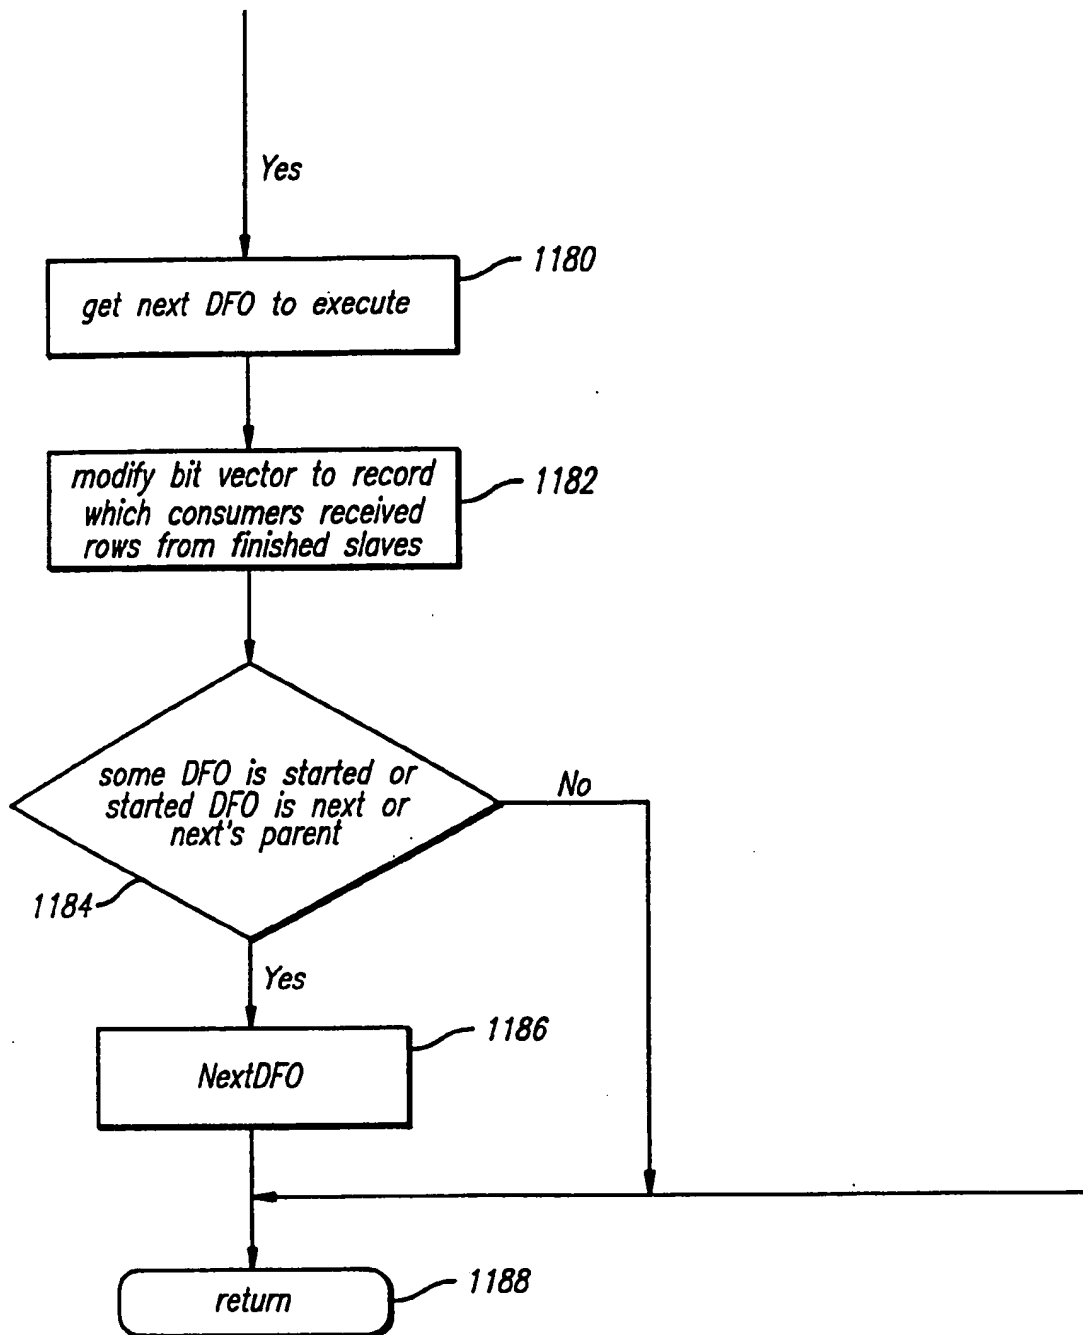 Yes
1180
get next DFO to execute
modify bit vector to record
which consumers received
rows from finished slaves
1182
some DFO is started or
started DFO is next or
next's parent
No
1184
Yes
1186
NextDFO
return
1188